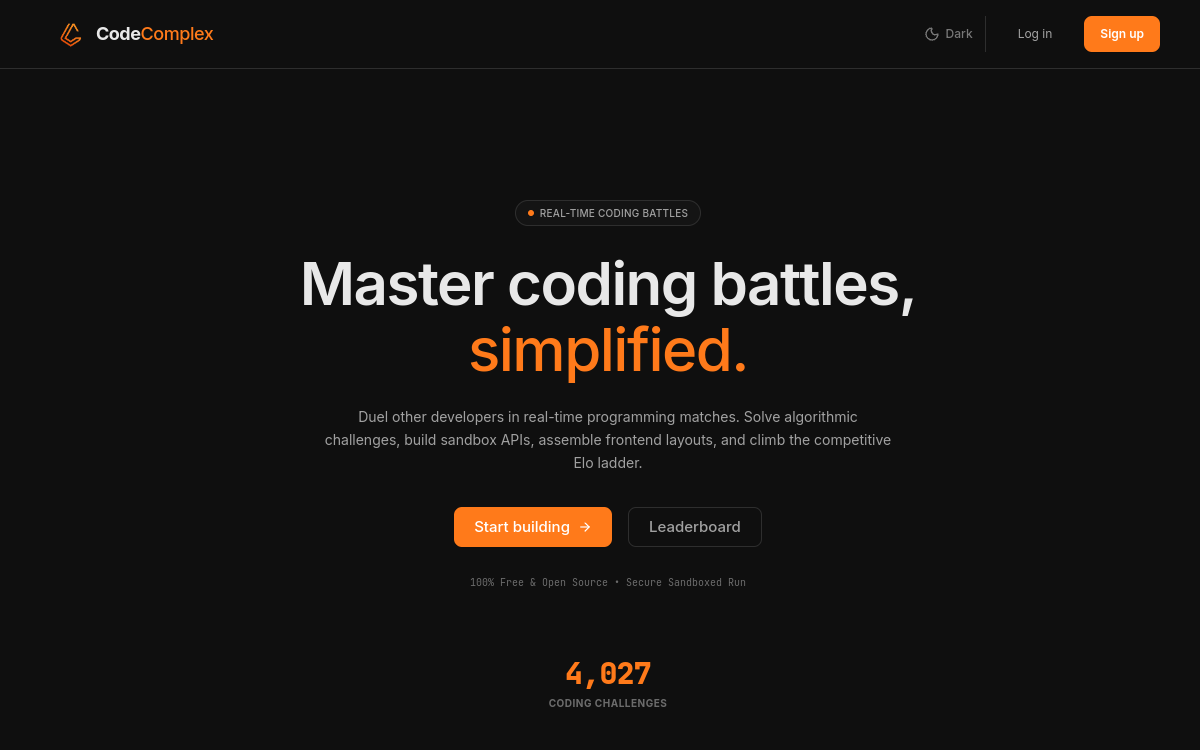 CodeComplex
Dark
Log in
Sign up
REAL-TIME CODING BATTLES
Master coding battles,
simplified.
Duel other developers in real-time programming matches. Solve algorithmic
challenges, build sandbox APIs, assemble frontend layouts, and climb the competitive
Elo ladder.
Start building →
Leaderboard
100% Free & Open Source • Secure Sandboxed Run
4,027
CODING CHALLENGES